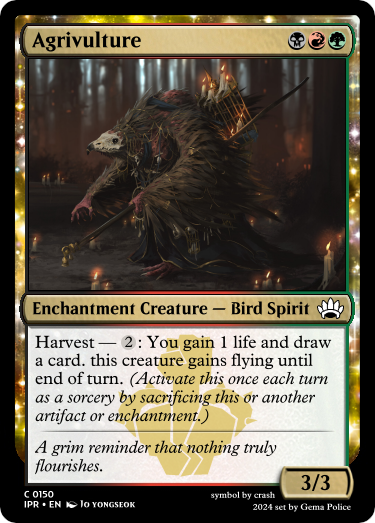 Agrivulture
Enchantment Creature — Bird Spirit
Harvest — 2 : You gain 1 life and draw
a card. this creature gains flying until
end of turn. (Activate this once each turn
as a sorcery by sacrificing this or another
artifact or enchantment.)
A grim reminder that nothing truly
flourishes.
3/3
C 0150
IPR • EN Jo Yongseok
symbol by crash
2024 set by Gema Police